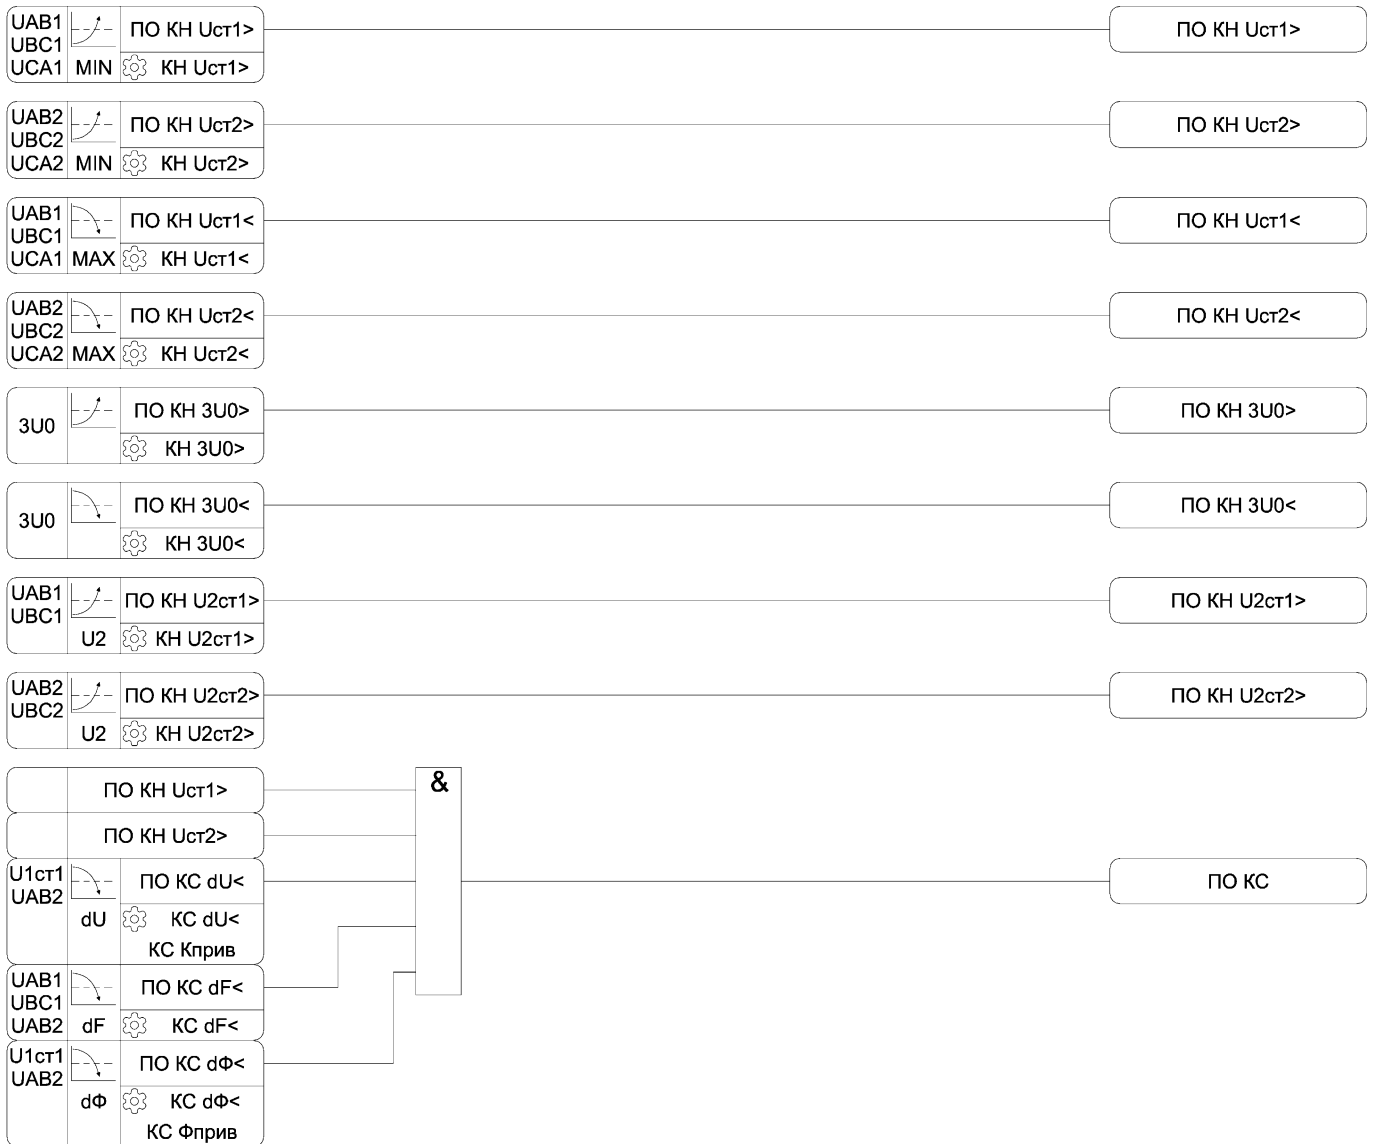 UAB1
UBC1
UCA1
MIN
ПО КН Uст1>
КН Uст1>
ПО КН Uст1>
UAB2
UBC2
UCA2
MIN
ПО КН Uст2>
КН Uст2>
ПО КН Uст2>
UAB1
UBC1
UCA1
MAX
ПО КН Uст1<
КН Uст1<
ПО КН Uст1<
UAB2
UBC2
UCA2
MAX
ПО КН Uст2<
КН Uст2<
ПО КН Uст2<
3U0
ПО КН 3U0>
КН 3U0>
ПО КН 3U0>
3U0
ПО КН 3U0<
КН 3U0<
ПО КН 3U0<
UAB1
UBC1
U2
ПО КН U2ст1>
КН U2ст1>
ПО КН U2ст1>
UAB2
UBC2
U2
ПО КН U2ст2>
КН U2ст2>
ПО КН U2ст2>
ПО КН Uст1>
&
ПО КН Uст2>
U1ст1
UAB2
dU
ПО КС dU<
КС dU<
КС Kприв
ПО КС
UAB1
UBC1
UAB2
dF
ПО КС dF<
КС dF<
U1ст1
UAB2
dФ
ПО КС dФ<
КС dФ<
КС Фприв